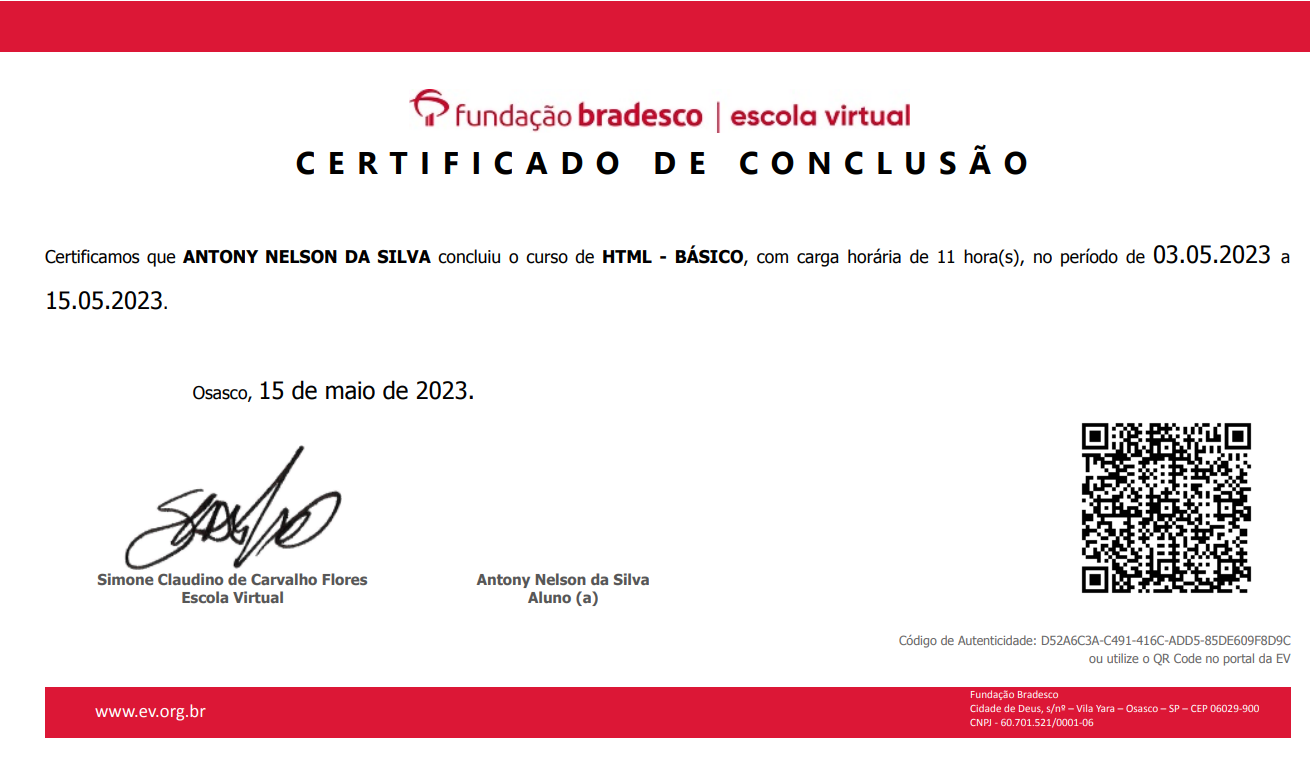 fundação bradesco | escola virtual
CERTIFICADO DE CONCLUSÃO
Certificamos que ANTONY NELSON DA SILVA concluiu o curso de HTML - BÁSICO, com carga horária de 11 hora(s), no período de 03.05.2023 a
15.05.2023.
Osasco, 15 de maio de 2023.
Simone Claudino de Carvalho Flores
Escola Virtual
Antony Nelson da Silva
Aluno (a)
Código de Autenticidade: D52A6C3A-C491-416C-ADD5-85DE609F8D9C
ou utilize o QR Code no portal da EV
www.ev.org.br
Fundação Bradesco
Cidade de Deus, s/nº – Vila Yara – Osasco – SP – CEP 06029-900
CNPJ - 60.701.521/0001-06